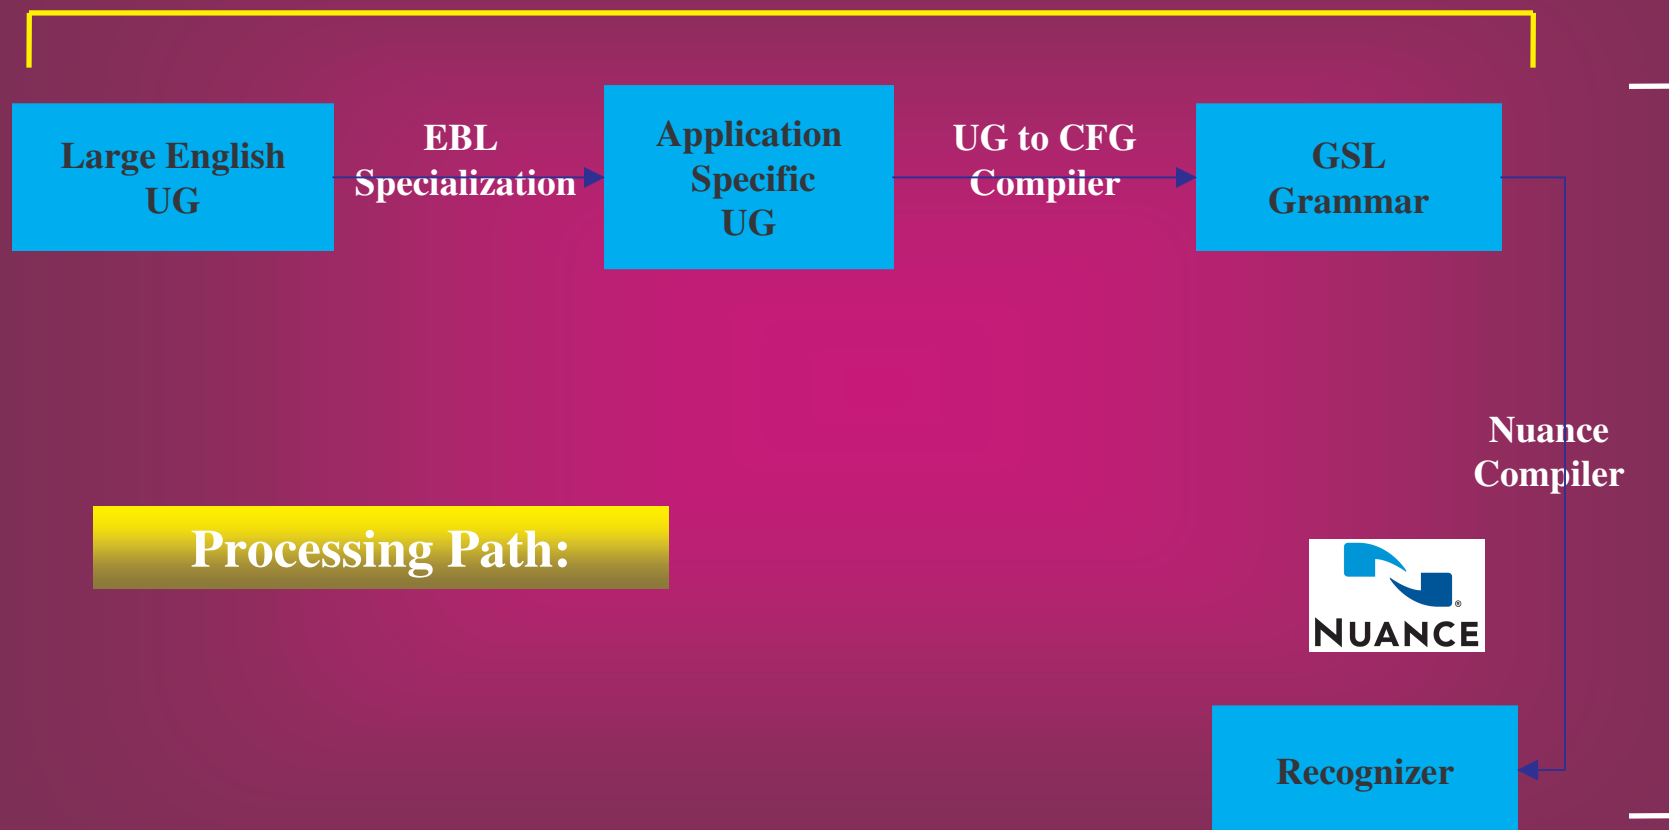 Large English
UG
EBL
Specialization
Application
Specific
UG
UG to CFG
Compiler
GSL
Grammar
Nuance
Compiler
Processing Path:
®
NUANCE
Recognizer